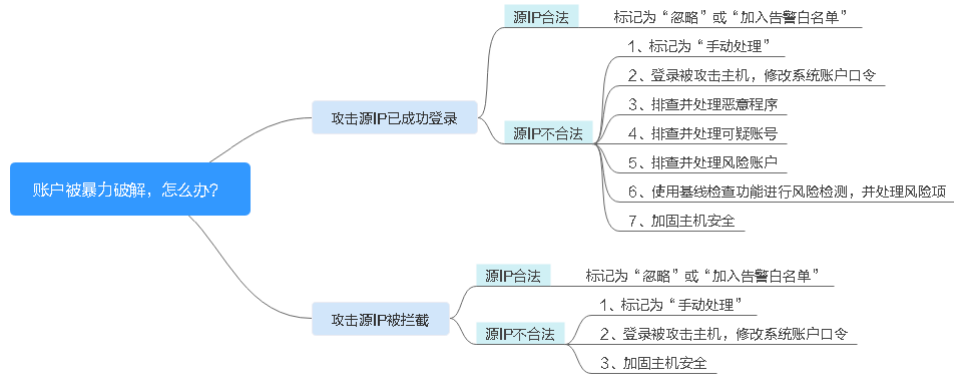 账户被暴力破解，怎么办？
攻击源IP已成功登录
源IP合法
标记为“忽略”或“加入告警白名单”
源IP不合法
1、标记为“手动处理”
2、登录被攻击主机，修改系统账户口令
3、排查并处理恶意程序
4、排查并处理可疑账号
5、排查并处理风险账户
6、使用基线检查功能进行风险检测，并处理风险项
7、加固主机安全
攻击源IP被拦截
源IP合法
标记为“忽略”或“加入告警白名单”
源IP不合法
1、标记为“手动处理”
2、登录被攻击主机，修改系统账户口令
3、加固主机安全